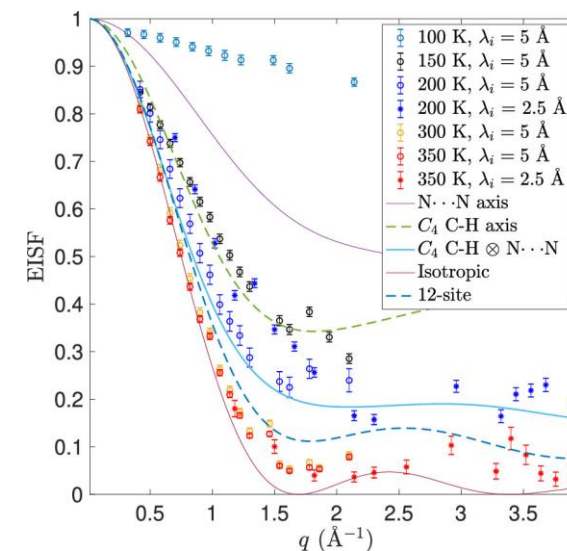 1
0.9
0.8
0.7
0.6
0.5
0.4
0.3
0.2
0.1
0
EISF
0.5 1 1.5 2 2.5 3 3.5
q (Å⁻¹)
100 K, λᵢ = 5 Å
150 K, λᵢ = 5 Å
200 K, λᵢ = 5 Å
200 K, λᵢ = 2.5 Å
300 K, λᵢ = 5 Å
350 K, λᵢ = 5 Å
350 K, λᵢ = 2.5 Å
N···N axis
C₄ C-H axis
C₄ C-H ⊗ N···N
Isotropic
12-site